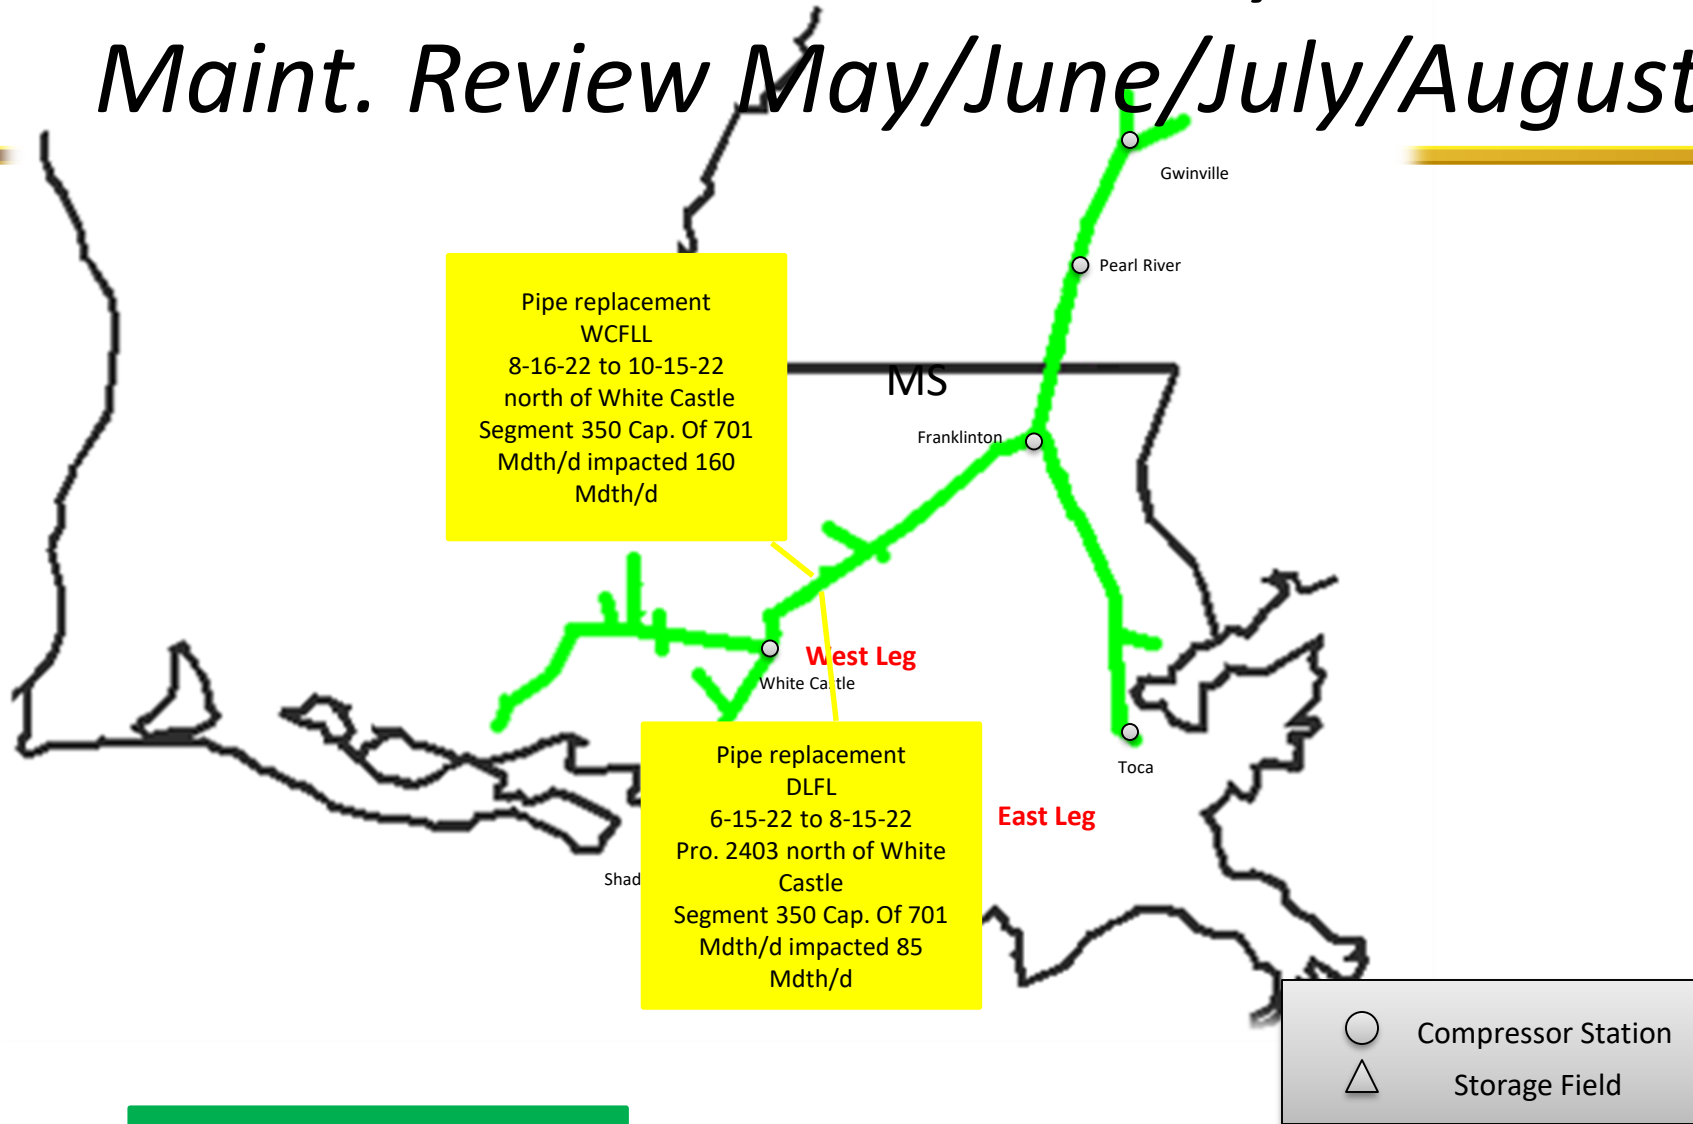 Maint. Review May/June/July/August
Gwinville
Pearl River
Pipe replacement
WCFLL
8-16-22 to 10-15-22
north of White Castle
Segment 350 Cap. Of 701
Mdth/d impacted 160
Mdth/d
MS
Franklinton
West Leg
White Castle
Pipe replacement
DLFL
6-15-22 to 8-15-22
Pro. 2403 north of White
Castle
Segment 350 Cap. Of 701
Mdth/d impacted 85
Mdth/d
Toca
East Leg
Shad
Compressor Station
Storage Field